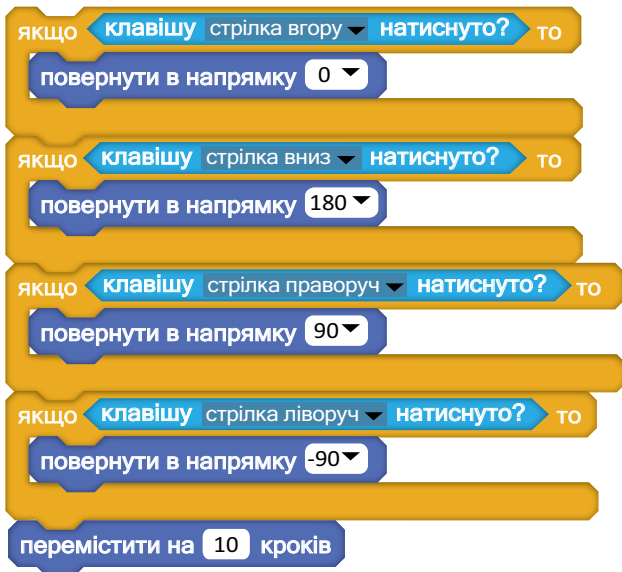 якщо клавішу стрілка вгору натиснуто? то
повернути в напрямку 0
якщо клавішу стрілка вниз натиснуто? то
повернути в напрямку 180
якщо клавішу стрілка праворуч натиснуто? то
повернути в напрямку 90
якщо клавішу стрілка ліворуч натиснуто? то
повернути в напрямку -90
перемістити на 10 кроків